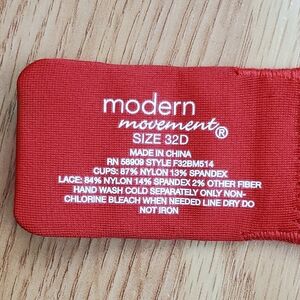 modern
movement®
SIZE 32D
MADE IN CHINA
RN 58909 STYLE F32BM514
CUPS: 87% NYLON 13% SPANDEX
LACE: 84% NYLON 14% SPANDEX 2% OTHER FIBER
HAND WASH COLD SEPARATELY ONLY NON-
CHLORINE BLEACH WHEN NEEDED LINE DRY DO
NOT IRON